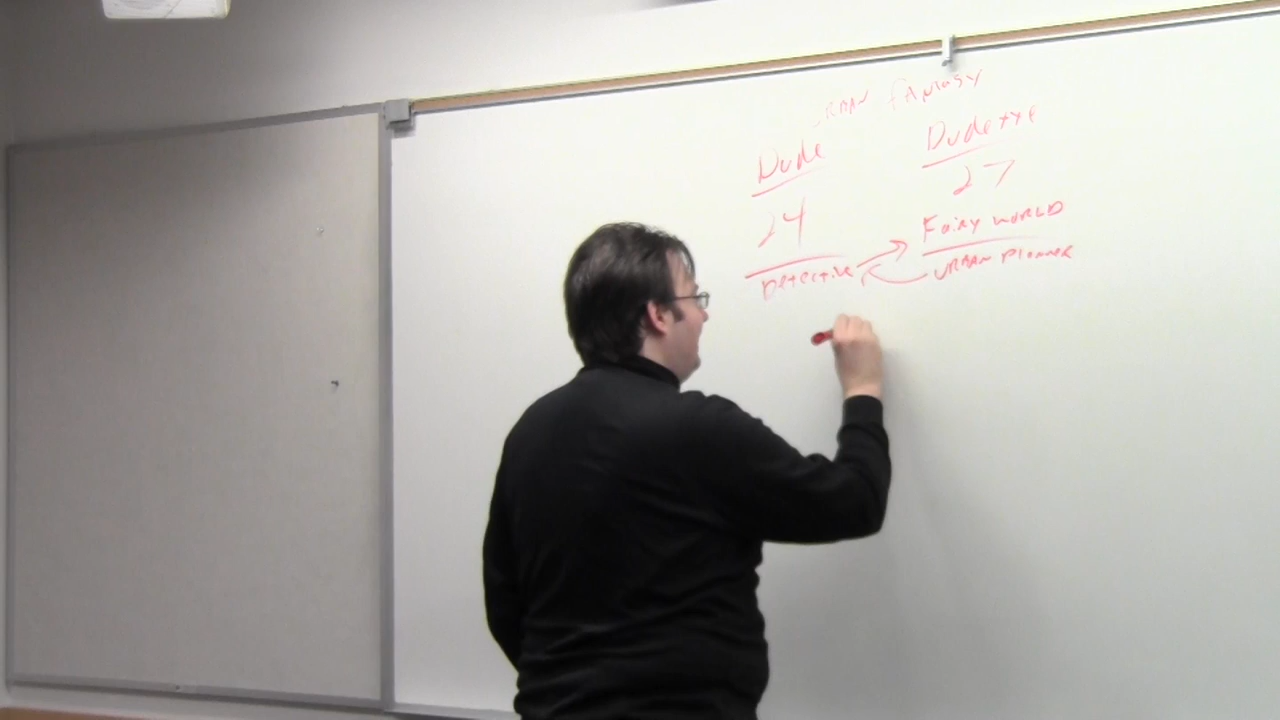 URBAN FANTASY
Dude Dudette
24 27
Fairy WORLD
Detective URBAN Planner